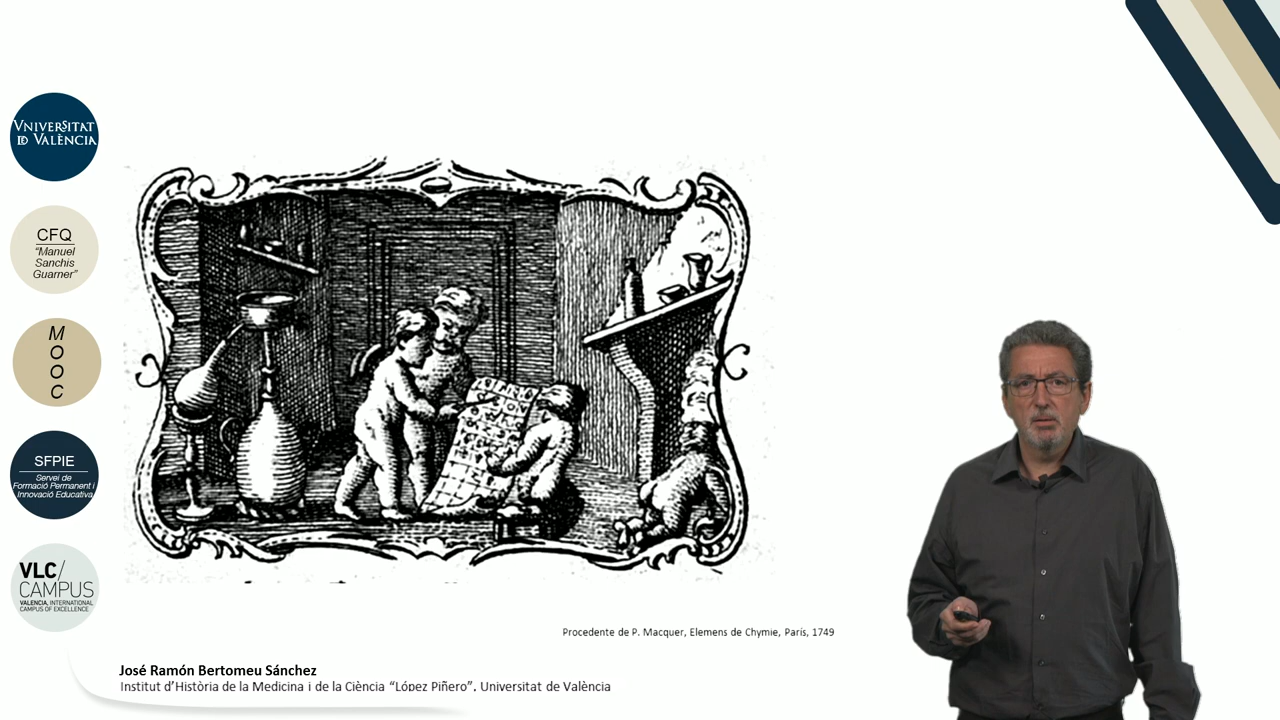 VNIVERSITAT
ID VALÈNCIA
CFQ
“Manuel
Sanchis
Guarner”
M
O
O
C
SFPIE
Servei de
Formació Permanent i
Innovació Educativa
VLC/
CAMPUS
VALENCIA, INTERNATIONAL
CAMPUS OF EXCELLENCE
Procedente de P. Macquer, Elemens de Chymie, París, 1749
José Ramón Bertomeu Sánchez
Institut d’Història de la Medicina i de la Ciència “López Piñero”. Universitat de València